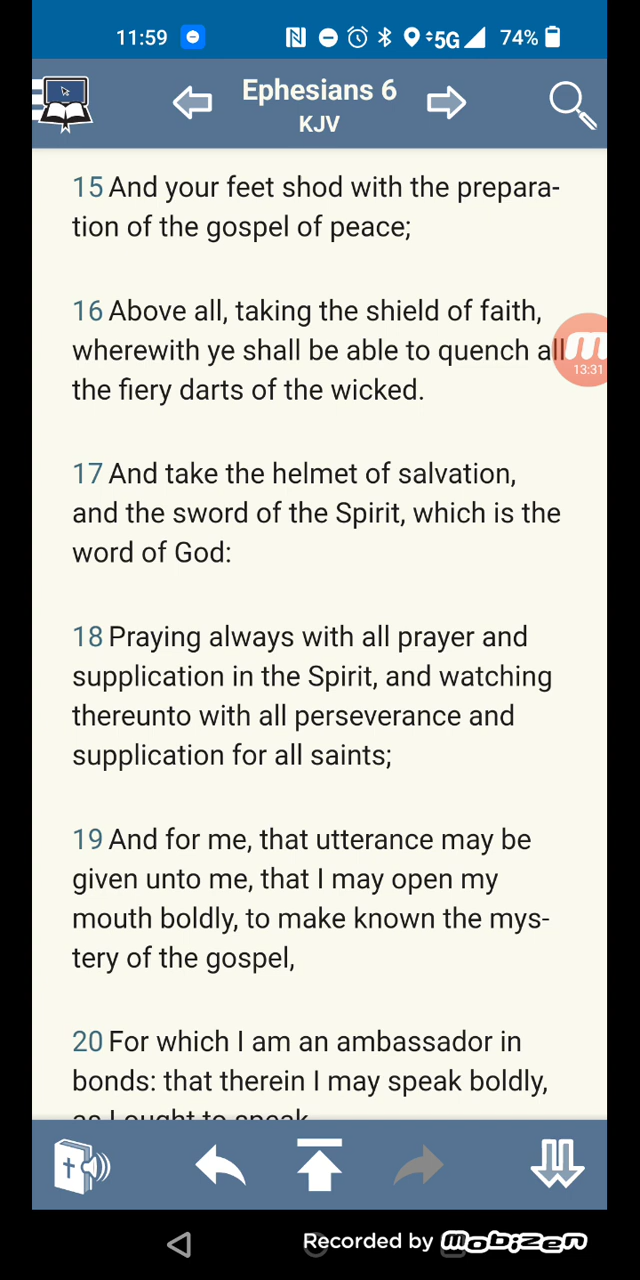 11:59 5G 74%
Ephesians 6
KJV
15 And your feet shod with the prepara-
tion of the gospel of peace;
16 Above all, taking the shield of faith,
wherewith ye shall be able to quench all
the fiery darts of the wicked.
13:31
17 And take the helmet of salvation,
and the sword of the Spirit, which is the
word of God:
18 Praying always with all prayer and
supplication in the Spirit, and watching
thereunto with all perseverance and
supplication for all saints;
19 And for me, that utterance may be
given unto me, that I may open my
mouth boldly, to make known the mys-
tery of the gospel,
20 For which I am an ambassador in
bonds: that therein I may speak boldly,
as I ought to speak
Recorded by mobizen